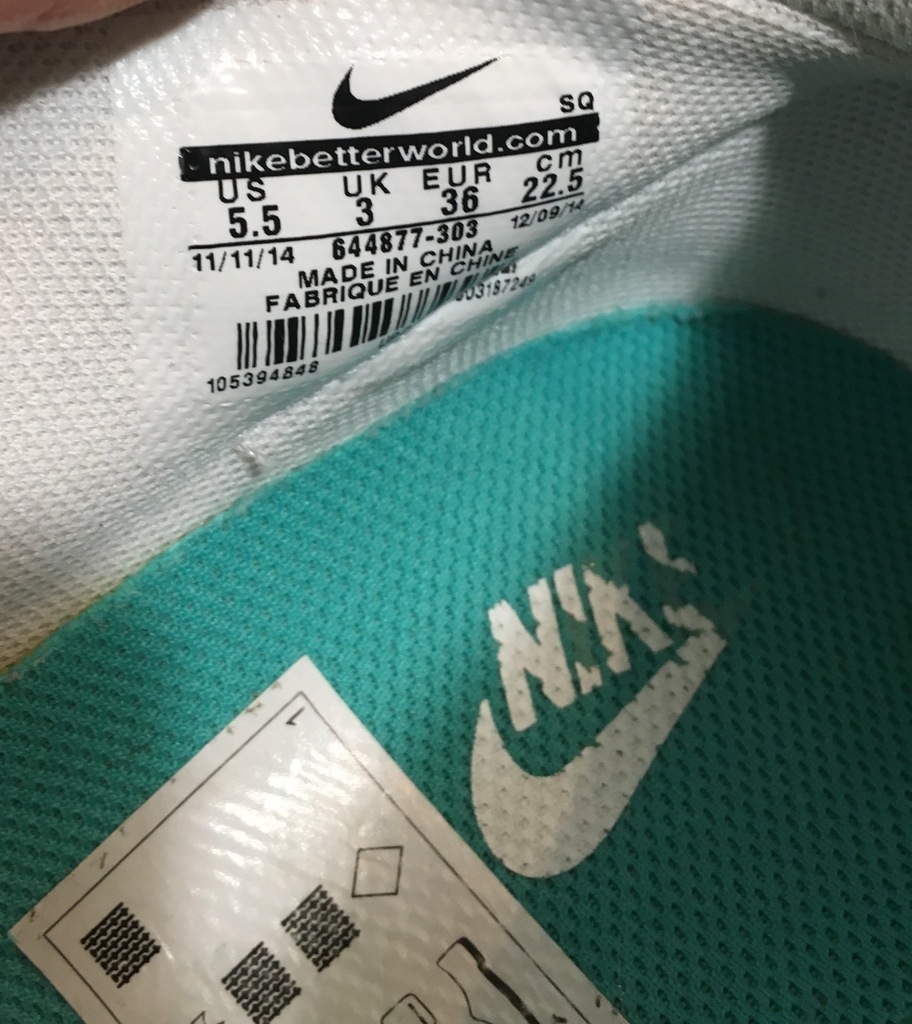 SQ
nikebetterworld.com
US UK EUR cm
5.5 3 36 22.5
11/11/14 644877-303 12/09/14
MADE IN CHINA
FABRIQUE EN CHINE
105394848
NIK